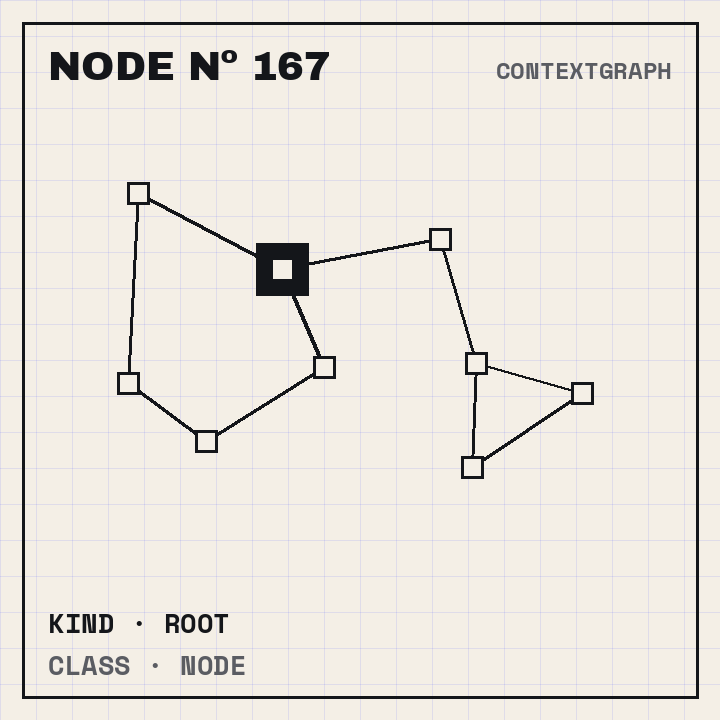 NODE Nº 167
CONTEXTGRAPH
KIND · ROOT
CLASS · NODE